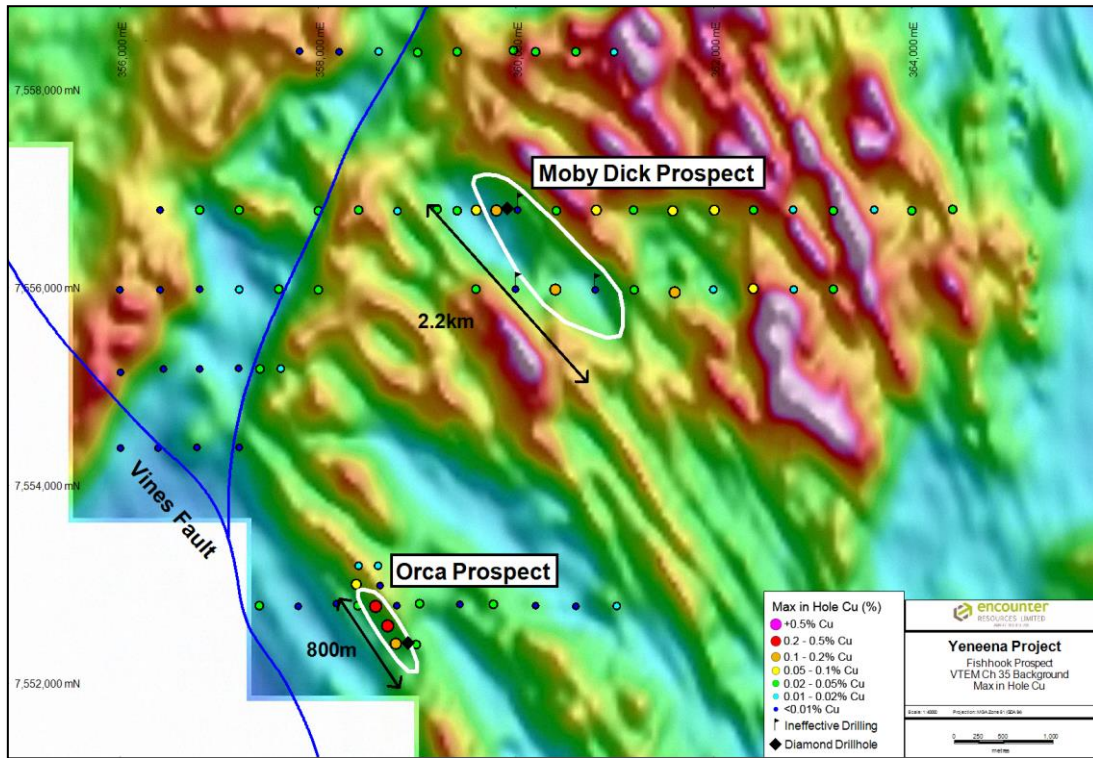 356,000 mE
358,000 mE
360,000 mE
362,000 mE
364,000 mE
7,558,000 mN
Moby Dick Prospect
7,556,000 mN
2.2km
7,554,000 mN
Vines Fault
Orca Prospect
800m
7,552,000 mN
Max in Hole Cu (%)
+0.5% Cu
0.2 - 0.5% Cu
0.1 - 0.2% Cu
0.05 - 0.1% Cu
0.02 - 0.05% Cu
0.01 - 0.02% Cu
<0.01% Cu
Ineffective Drilling
Diamond Drillhole
encounter
RESOURCES LIMITED
Yeneena Project
Fishhook Prospect
VTEM Ch 35 Background
Max in Hole Cu
0 250 500 1,000
metres